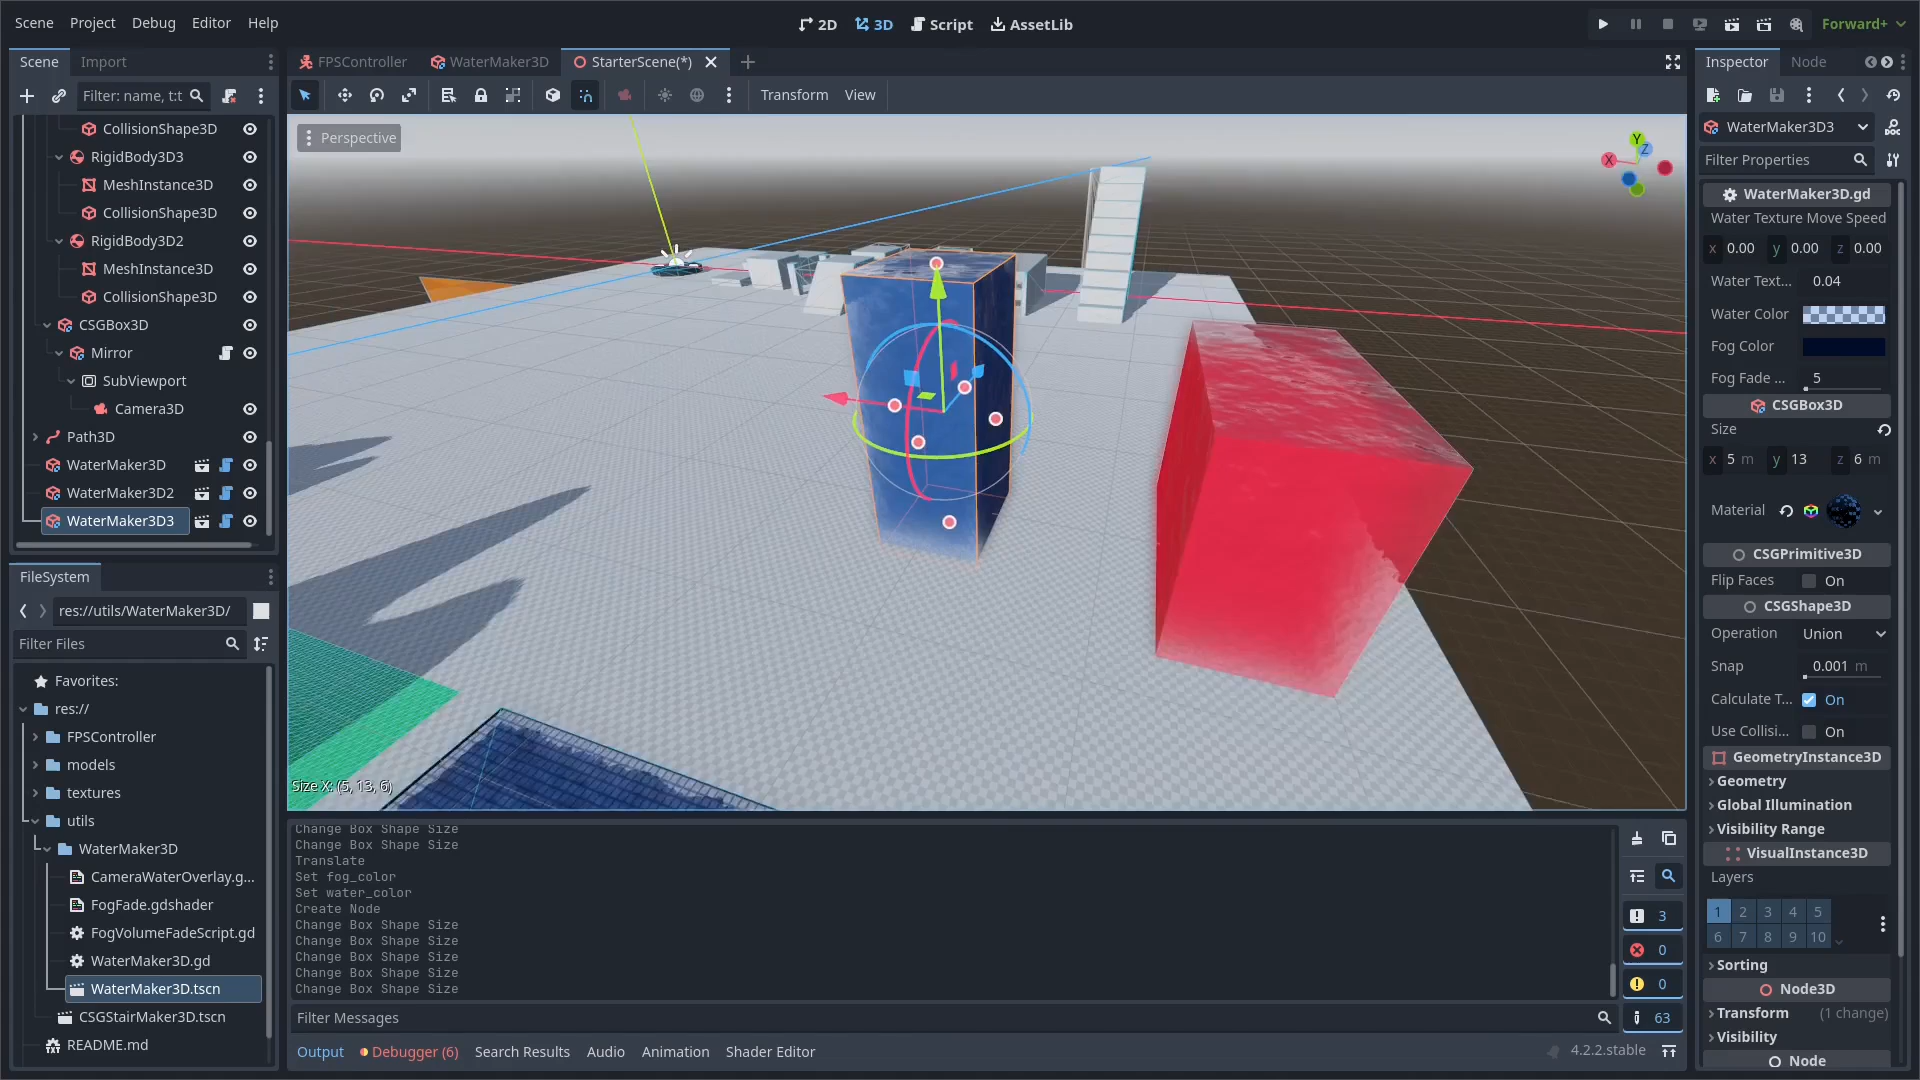 Scene Project Debug Editor Help
2D 3D Script AssetLib
Forward+
Scene Import
Filter: name, t:t
CollisionShape3D
RigidBody3D3
MeshInstance3D
CollisionShape3D
RigidBody3D2
MeshInstance3D
CollisionShape3D
CSGBox3D
Mirror
SubViewport
Camera3D
Path3D
WaterMaker3D
WaterMaker3D2
WaterMaker3D3
FileSystem
res://utils/WaterMaker3D/
Filter Files
Favorites:
res://
FPSController
models
textures
utils
WaterMaker3D
CameraWaterOverlay.g...
FogFade.gdshader
FogVolumeFadeScript.gd
WaterMaker3D.gd
WaterMaker3D.tscn
CSGStairMaker3D.tscn
README.md
FPSController WaterMaker3D StarterScene(*)
Transform View
Perspective
X Y Z
Size X: (5, 13, 6)
Change Box Shape Size
Change Box Shape Size
Translate
Set fog_color
Set water_color
Create Node
Change Box Shape Size
Change Box Shape Size
Change Box Shape Size
Change Box Shape Size
Change Box Shape Size
3
0
0
63
Filter Messages
Output Debugger (6) Search Results Audio Animation Shader Editor
4.2.2.stable
Inspector Node
WaterMaker3D3
Filter Properties
WaterMaker3D.gd
Water Texture Move Speed
x 0.00 y 0.00 z 0.00
Water Text... 0.04
Water Color
Fog Color
Fog Fade ... 5
CSGBox3D
Size
x 5 m y 13 z 6 m
Material
CSGPrimitive3D
Flip Faces On
CSGShape3D
Operation Union
Snap 0.001 m
Calculate T... On
Use Collisi... On
GeometryInstance3D
Geometry
Global Illumination
Visibility Range
VisualInstance3D
Layers
1 2 3 4 5
6 7 8 9 10
Sorting
Node3D
Transform (1 change)
Visibility
Node